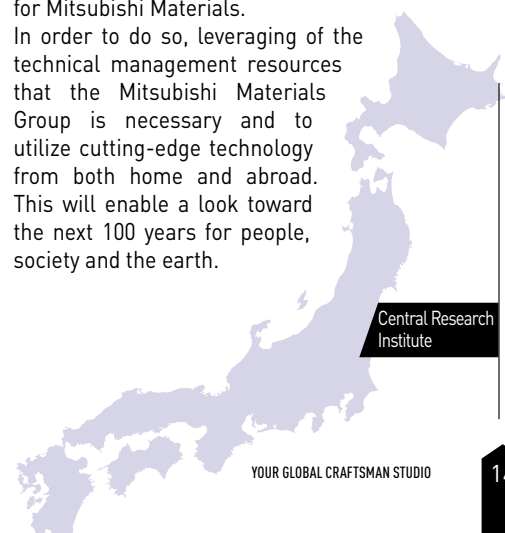 for Mitsubishi Materials.
In order to do so, leveraging of the
technical management resources
that the Mitsubishi Materials
Group is necessary and to
utilize cutting-edge technology
from both home and abroad.
This will enable a look toward
the next 100 years for people,
society and the earth.
Central Research
Institute
YOUR GLOBAL CRAFTSMAN STUDIO